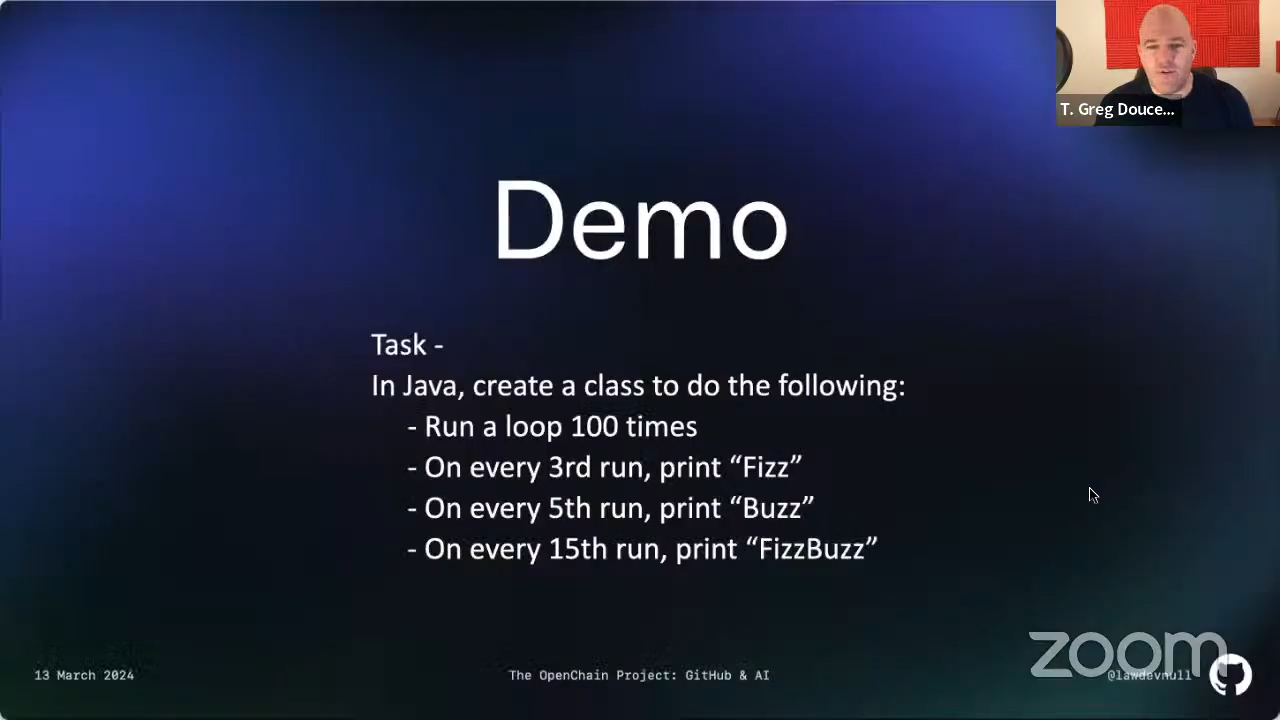 T. Greg Douce...
Demo
Task -
In Java, create a class to do the following:
- Run a loop 100 times
- On every 3rd run, print “Fizz”
- On every 5th run, print “Buzz”
- On every 15th run, print “FizzBuzz”
zoom
13 March 2024
The OpenChain Project: GitHub & AI
@lawdevnull